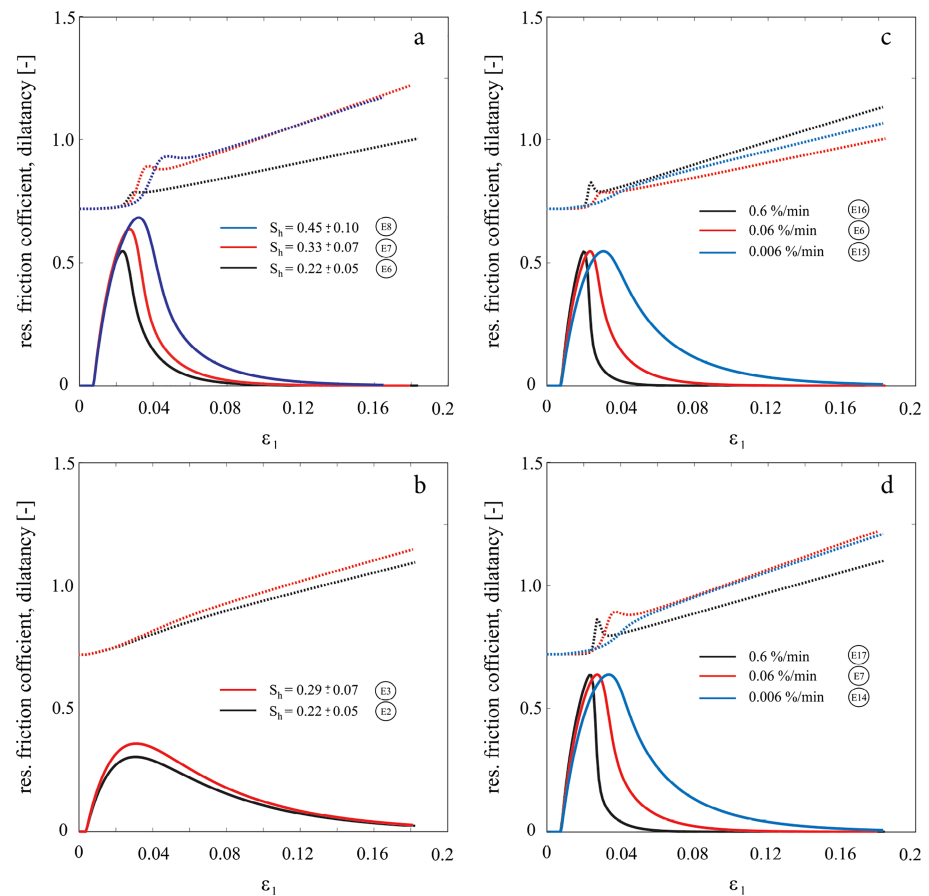 a
res. friction cofficient, dilatancy [-]
1.5
1.0
0.5
0
S_h = 0.45 ± 0.10 E8
S_h = 0.33 ± 0.07 E7
S_h = 0.22 ± 0.05 E6
0 0.04 0.08 0.12 0.16 0.2
ε_1
c
res. friction cofficient, dilatancy [-]
1.5
1.0
0.5
0
0.6 %/min E16
0.06 %/min E6
0.006 %/min E15
0 0.04 0.08 0.12 0.16 0.2
ε_1
b
res. friction cofficient, dilatancy [-]
1.5
1.0
0.5
0
S_h = 0.29 ± 0.07 E3
S_h = 0.22 ± 0.05 E2
0 0.04 0.08 0.12 0.16 0.2
ε_1
d
res. friction cofficient, dilatancy [-]
1.5
1.0
0.5
0
0.6 %/min E17
0.06 %/min E7
0.006 %/min E14
0 0.04 0.08 0.12 0.16 0.2
ε_1